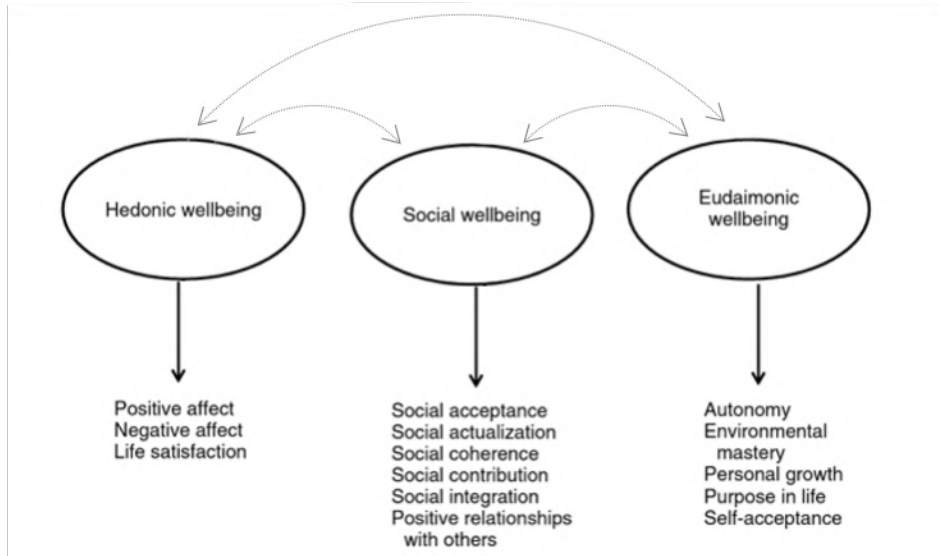 Hedonic wellbeing
Social wellbeing
Eudaimonic
wellbeing
Positive affect
Negative affect
Life satisfaction
Social acceptance
Social actualization
Social coherence
Social contribution
Social integration
Positive relationships
with others
Autonomy
Environmental
mastery
Personal growth
Purpose in life
Self-acceptance